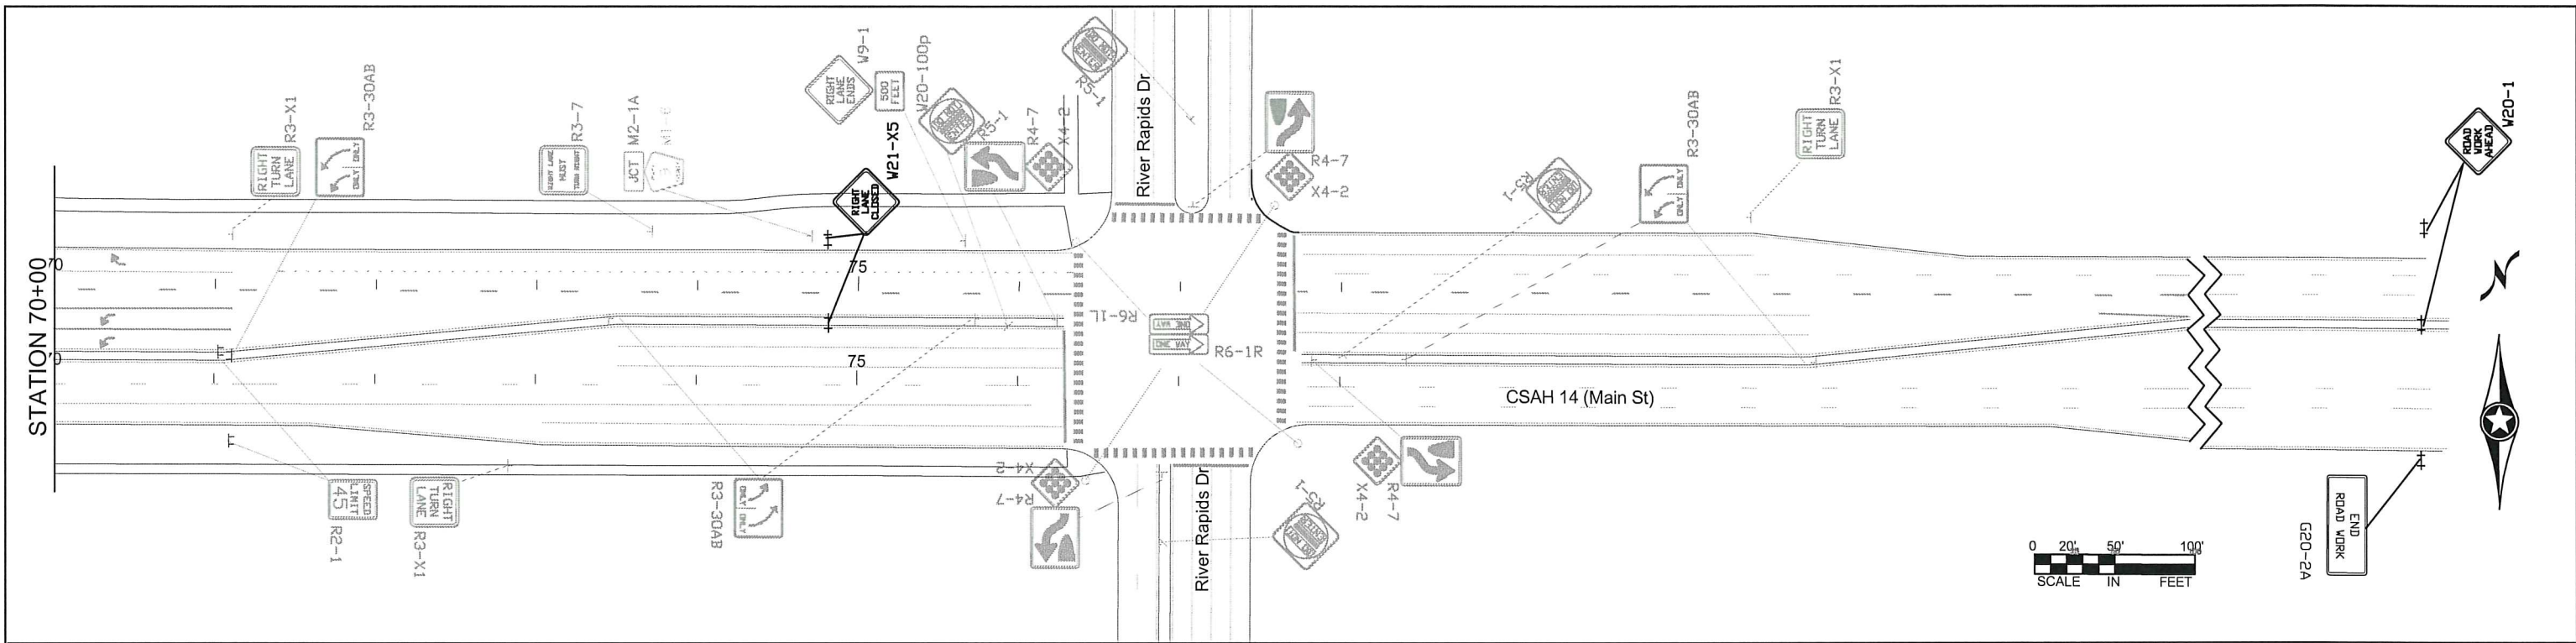 STATION 70+00
70
70
RIGHT
TURN
LANE
R3-X1
R3-30AB
ONLY
ONLY
R3-7
RIGHT LANE
MUST
TURN RIGHT
JCT
M2-1A
RIGHT
LANE
ENDS
W9-1
500
FEET
W20-100p
RIGHT
LANE
CLOSED
W21-X5
R5-1
R4-7
X4-2
75
75
R5-1
River Rapids Dr
R4-7
X4-2
R6-1L
ONE WAY
ONE WAY
R6-1R
R5-1
R3-30AB
ONLY
ONLY
RIGHT
TURN
LANE
R3-X1
ROAD
WORK
AHEAD
W20-1
CSAH 14 (Main St)
SPEED
LIMIT
45
R2-1
RIGHT
TURN
LANE
R3-X1
R3-30AB
ONLY
ONLY
X4-2
R4-7
River Rapids Dr
R5-1
X4-2
R4-7
0 20' 50' 100'
SCALE IN FEET
G20-2A
END
ROAD WORK